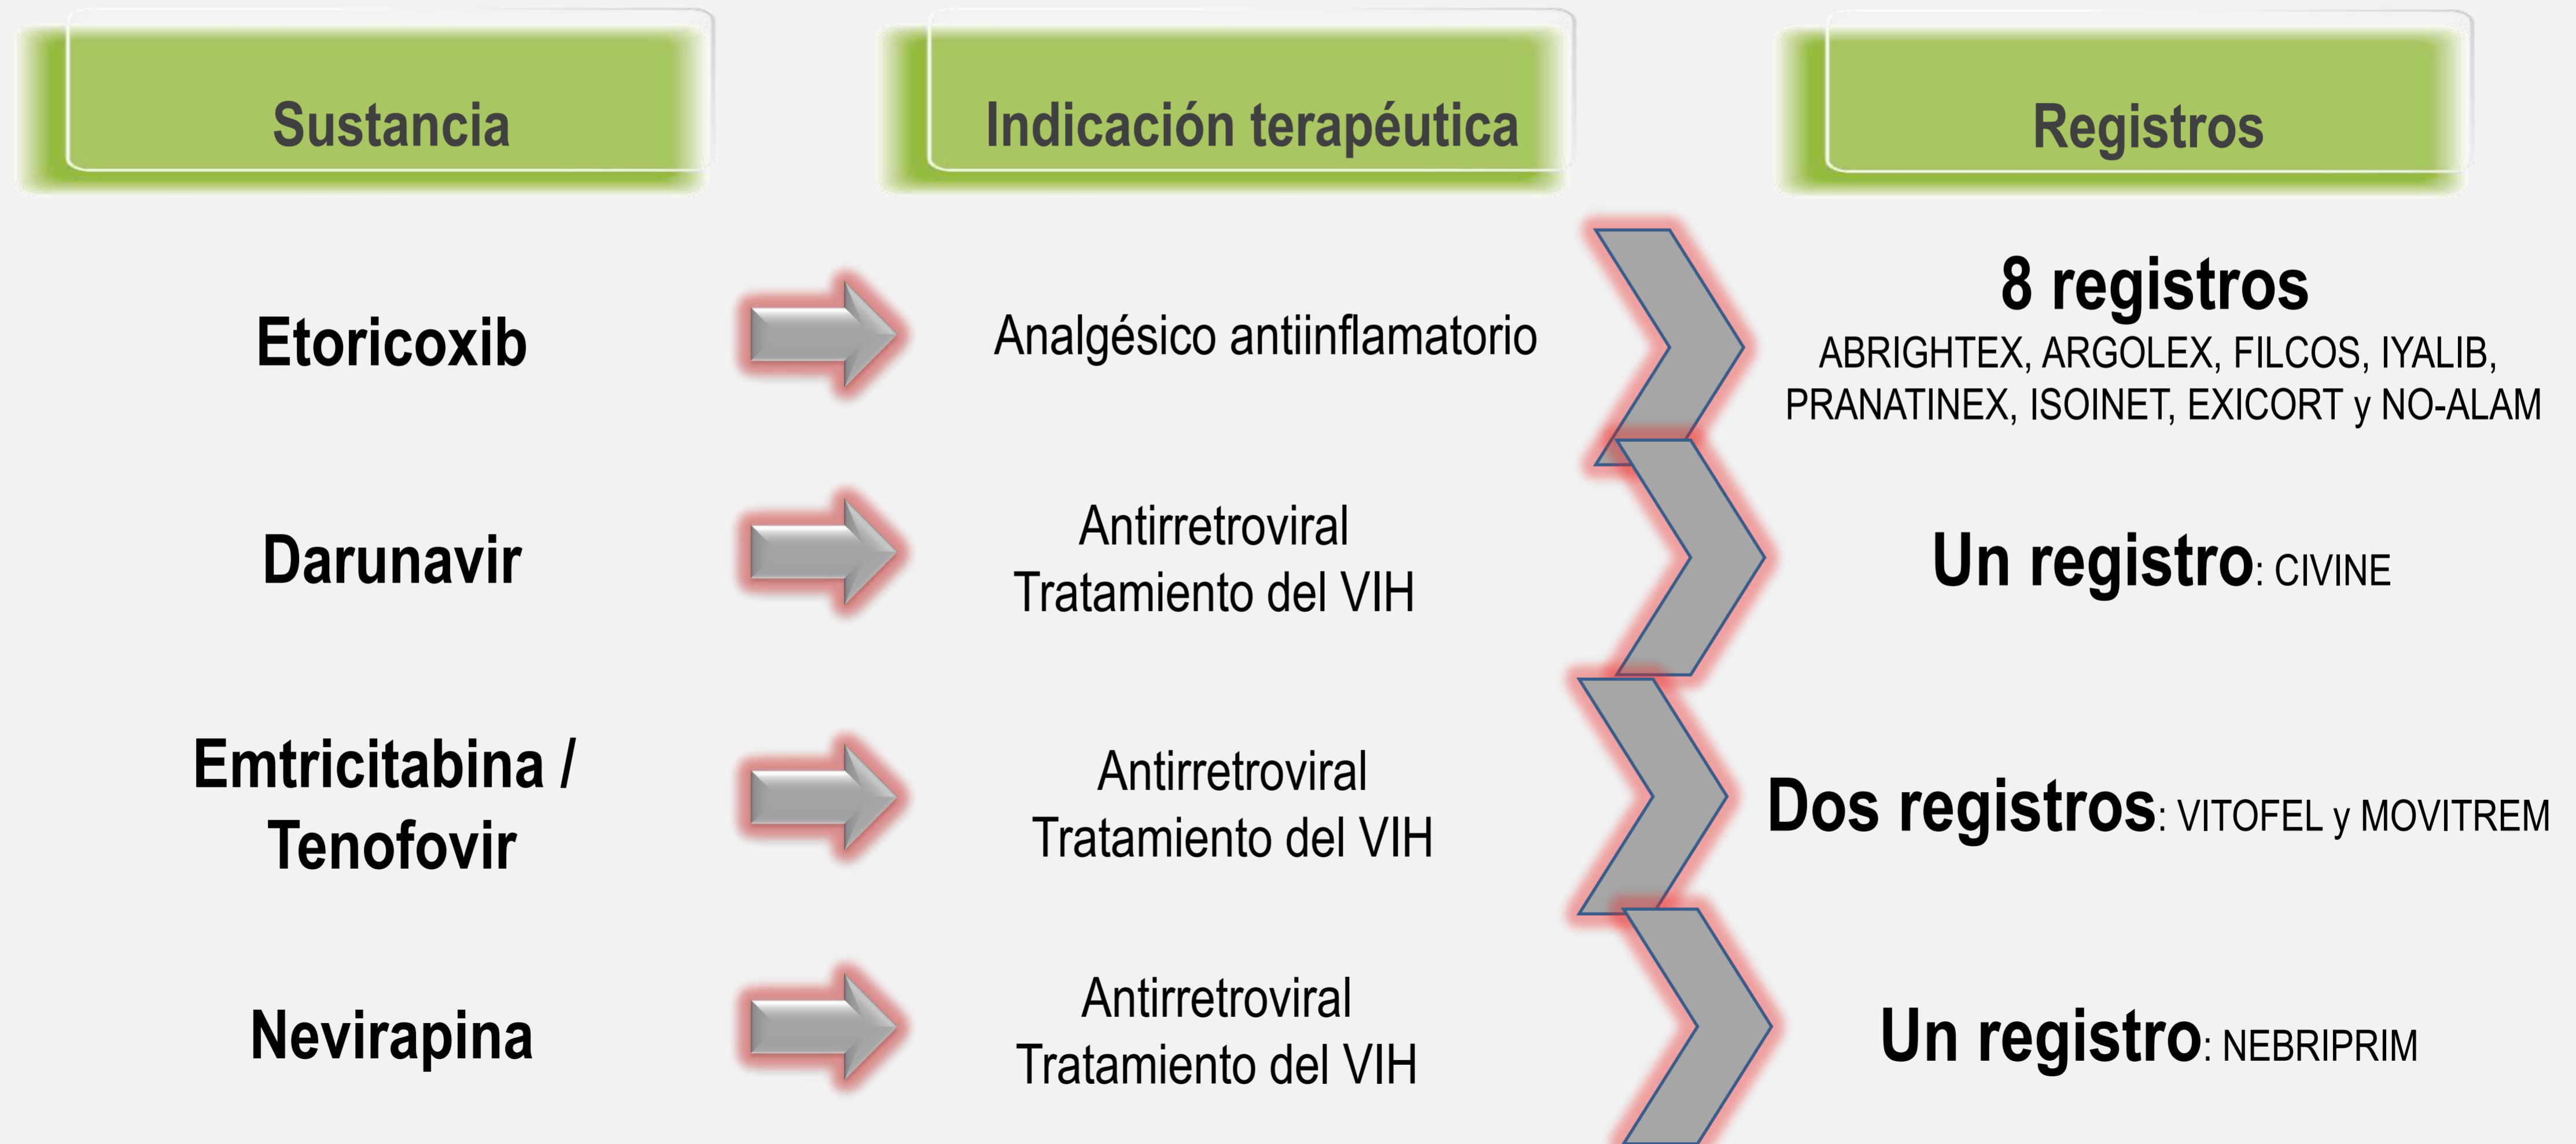 Sustancia
Indicación terapéutica
Registros
Etoricoxib
Analgésico antiinflamatorio
8 registros
ABRIGHTEX, ARGOLEX, FILCOS, IYALIB,
PRANATINEX, ISOINET, EXICORT y NO-ALAM
Darunavir
Antirretroviral
Tratamiento del VIH
Un registro: CIVINE
Emtricitabina /
Tenofovir
Antirretroviral
Tratamiento del VIH
Dos registros: VITOFEL y MOVITREM
Nevirapina
Antirretroviral
Tratamiento del VIH
Un registro: NEBRIPRIM